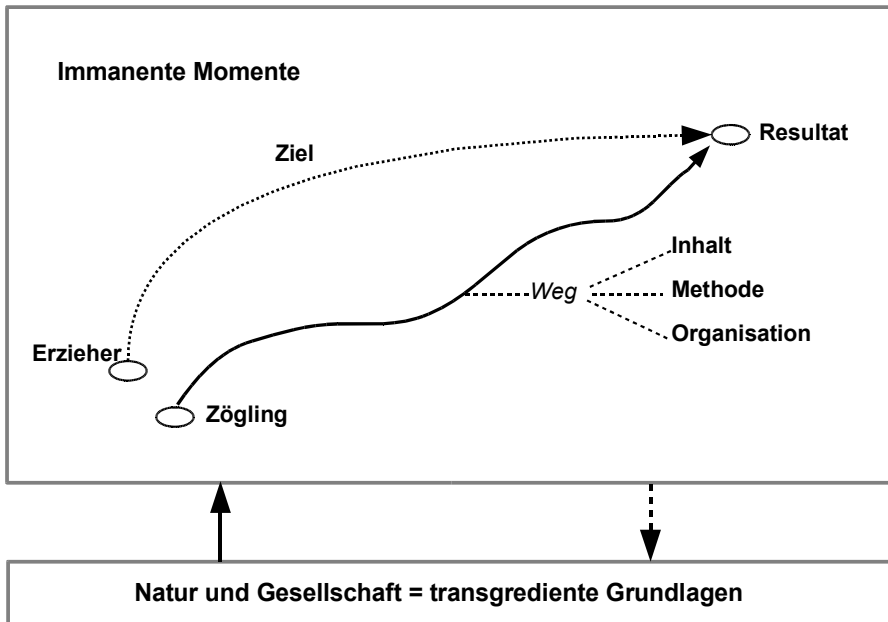 Immanente Momente
Resultat
Ziel
Inhalt
Weg
Methode
Organisation
Erzieher
Zögling
Natur und Gesellschaft = transgrediente Grundlagen